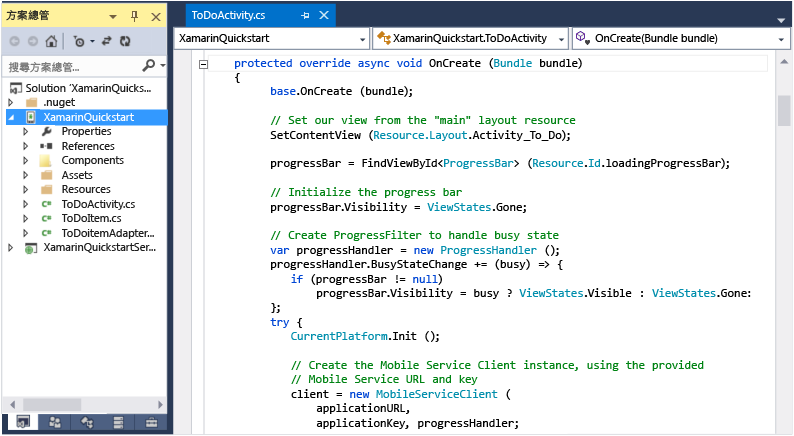 方案總管
搜尋方案總管...
Solution 'XamarinQuicks...
.nuget
XamarinQuickstart
Properties
References
Components
Assets
Resources
ToDoActivity.cs
ToDoItem.cs
ToDoitemAdapter...
XamarinQuickstartSer...
ToDoActivity.cs
XamarinQuickstart
XamarinQuickstart.ToDoActivity
OnCreate(Bundle bundle)
protected override async void OnCreate (Bundle bundle)
{
base.OnCreate (bundle);
// Set our view from the "main" layout resource
SetContentView (Resource.Layout.Activity_To_Do);
progressBar = FindViewById<ProgressBar> (Resource.Id.loadingProgressBar);
// Initialize the progress bar
progressBar.Visibility = ViewStates.Gone;
// Create ProgressFilter to handle busy state
var progressHandler = new ProgressHandler ();
progressHandler.BusyStateChange += (busy) => {
if (progressBar != null)
progressBar.Visibility = busy ? ViewStates.Visible : ViewStates.Gone:
};
try {
CurrentPlatform.Init ();
// Create the Mobile Service Client instance, using the provided
// Mobile Service URL and key
client = new MobileServiceClient (
applicationURL,
applicationKey, progressHandler;